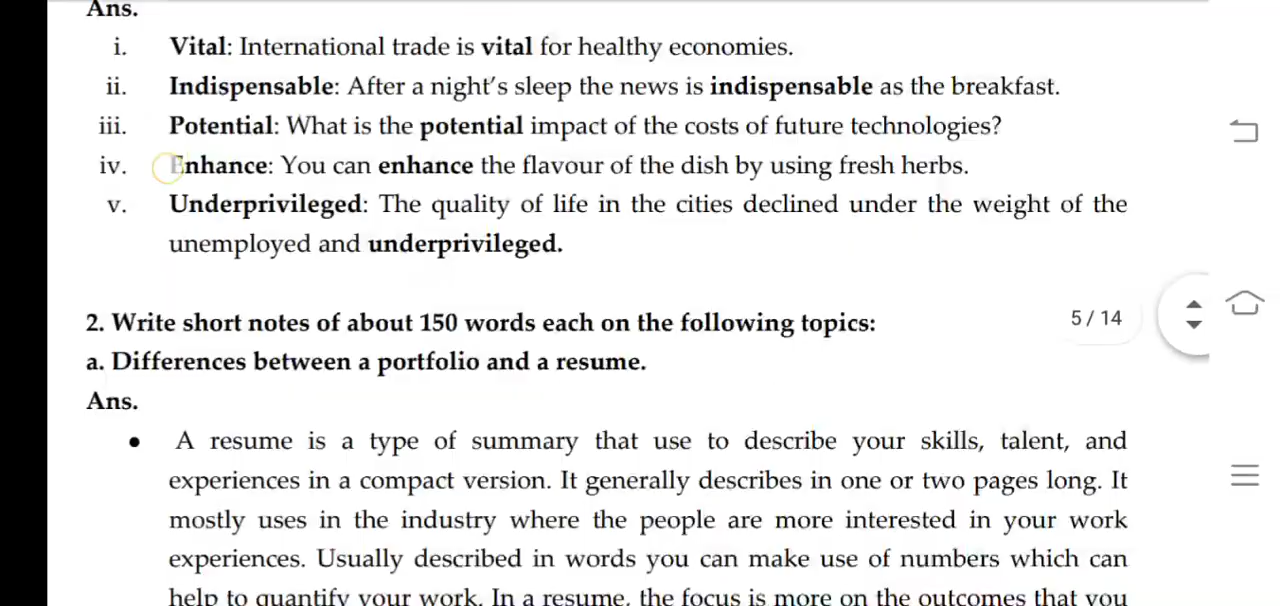 Ans.
i. Vital: International trade is vital for healthy economies.
ii. Indispensable: After a night's sleep the news is indispensable as the breakfast.
iii. Potential: What is the potential impact of the costs of future technologies?
iv. Enhance: You can enhance the flavour of the dish by using fresh herbs.
v. Underprivileged: The quality of life in the cities declined under the weight of the
unemployed and underprivileged.
2. Write short notes of about 150 words each on the following topics:
5 / 14
a. Differences between a portfolio and a resume.
Ans.
• A resume is a type of summary that use to describe your skills, talent, and
experiences in a compact version. It generally describes in one or two pages long. It
mostly uses in the industry where the people are more interested in your work
experiences. Usually described in words you can make use of numbers which can
help to quantify your work. In a resume, the focus is more on the outcomes that you